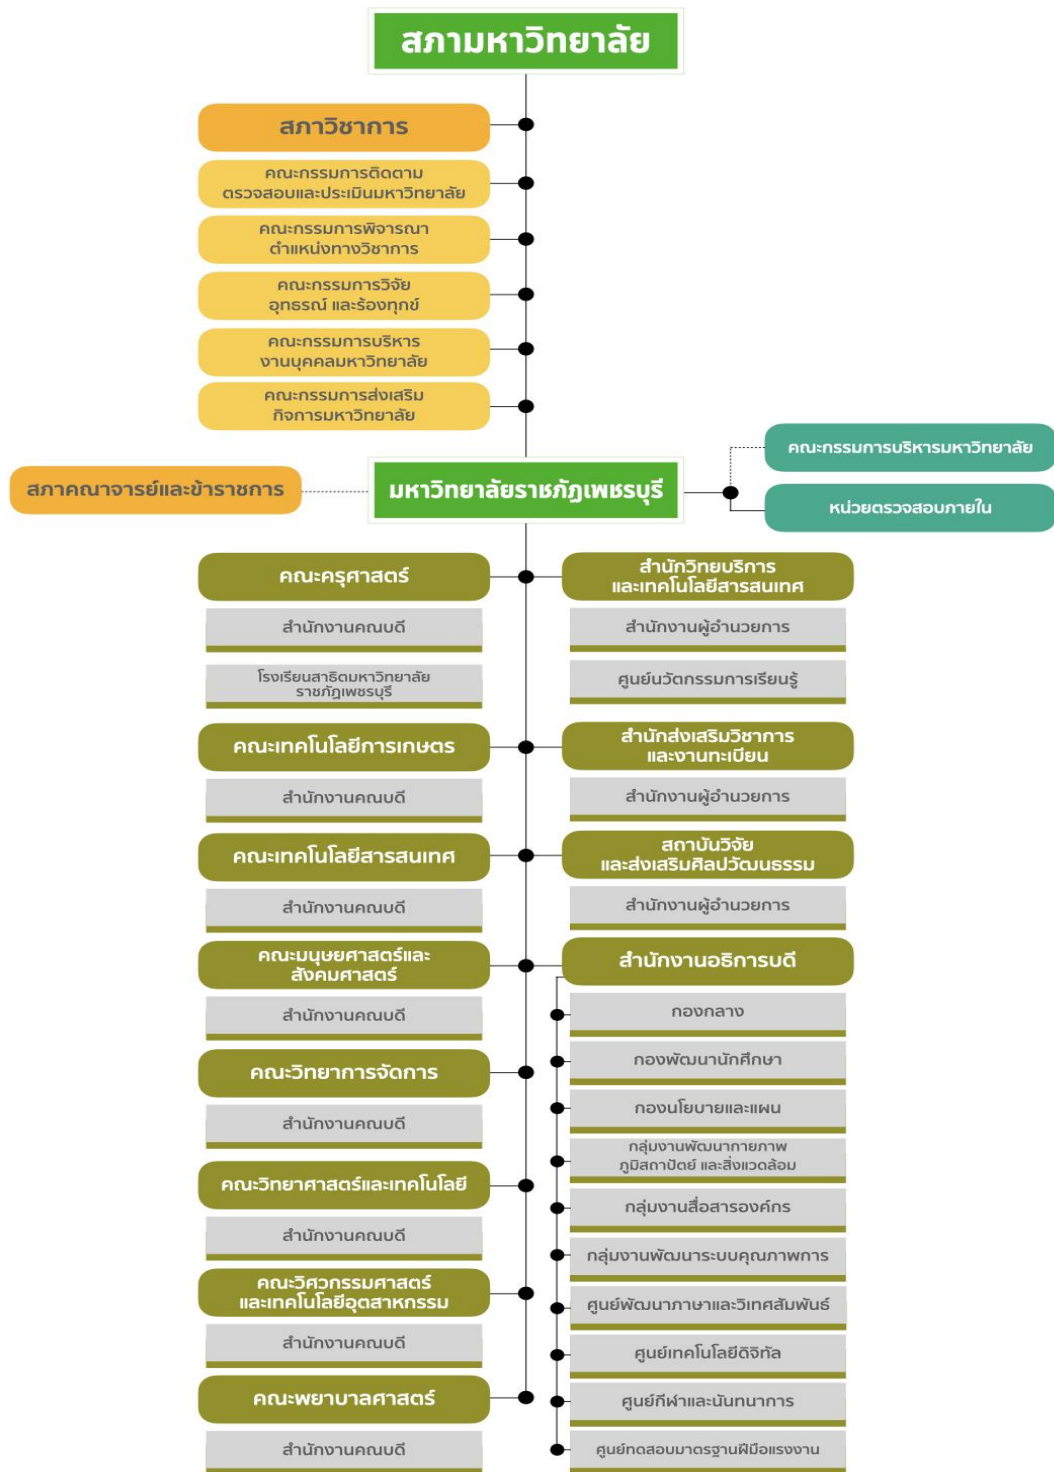 สภามหาวิทยาลัย
สภาวิชาการ
คณะกรรมการติดตาม
ตรวจสอบและประเมินมหาวิทยาลัย
คณะกรรมการพิจารณา
ตำแหน่งทางวิชาการ
คณะกรรมการวิจัย
อุทธรณ์ และร้องทุกข์
คณะกรรมการบริหาร
งานบุคคลมหาวิทยาลัย
คณะกรรมการส่งเสริม
กิจการมหาวิทยาลัย
คณะกรรมการบริหารมหาวิทยาลัย
สภาคณาจารย์และข้าราชการ
มหาวิทยาลัยราชภัฏเพชรบุรี
หน่วยตรวจสอบภายใน
คณะครุศาสตร์
สำนักงานคณบดี
โรงเรียนสาธิตมหาวิทยาลัย
ราชภัฏเพชรบุรี
คณะเทคโนโลยีการเกษตร
สำนักงานคณบดี
คณะเทคโนโลยีสารสนเทศ
สำนักงานคณบดี
คณะมนุษยศาสตร์และ
สังคมศาสตร์
สำนักงานคณบดี
คณะวิทยาการจัดการ
สำนักงานคณบดี
คณะวิทยาศาสตร์และเทคโนโลยี
สำนักงานคณบดี
คณะวิศวกรรมศาสตร์
และเทคโนโลยีอุตสาหกรรม
สำนักงานคณบดี
คณะพยาบาลศาสตร์
สำนักงานคณบดี
สำนักวิทยบริการ
และเทคโนโลยีสารสนเทศ
สำนักงานผู้อำนวยการ
ศูนย์นวัตกรรมการเรียนรู้
สำนักส่งเสริมวิชาการ
และงานทะเบียน
สำนักงานผู้อำนวยการ
สถาบันวิจัย
และส่งเสริมศิลปวัฒนธรรม
สำนักงานผู้อำนวยการ
สำนักงานอธิการบดี
กองกลาง
กองพัฒนานักศึกษา
กองนโยบายและแผน
กลุ่มงานพัฒนากายภาพ
ภูมิสถาปัตย์ และสิ่งแวดล้อม
กลุ่มงานสื่อสารองค์กร
กลุ่มงานพัฒนาระบบคุณภาพการ
ศูนย์พัฒนาภาษาและวิเทศสัมพันธ์
ศูนย์เทคโนโลยีดิจิทัล
ศูนย์กีฬาและนันทนาการ
ศูนย์ทดสอบมาตรฐานฝีมือแรงงาน